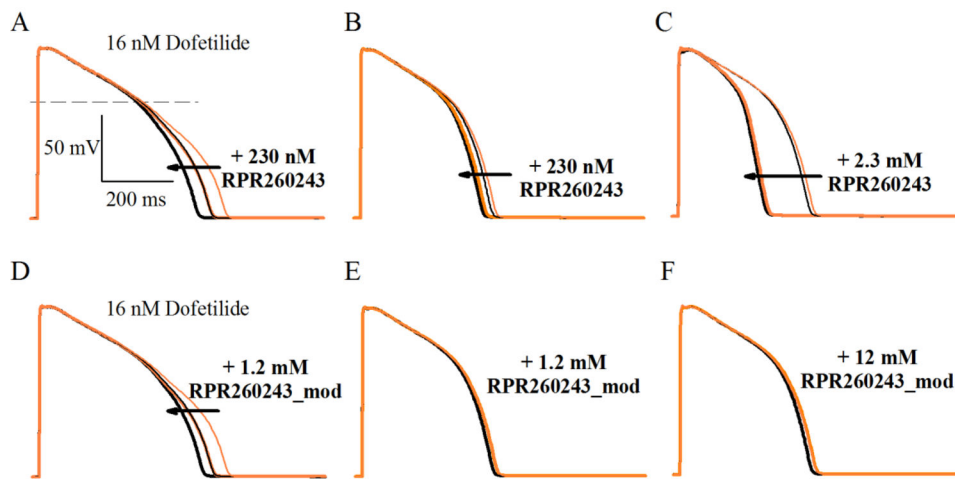 A
B
C
16 nM Dofetilide
50 mV
200 ms
+ 230 nM
RPR260243
+ 230 nM
RPR260243
+ 2.3 mM
RPR260243
D
E
F
16 nM Dofetilide
+ 1.2 mM
RPR260243_mod
+ 1.2 mM
RPR260243_mod
+ 12 mM
RPR260243_mod